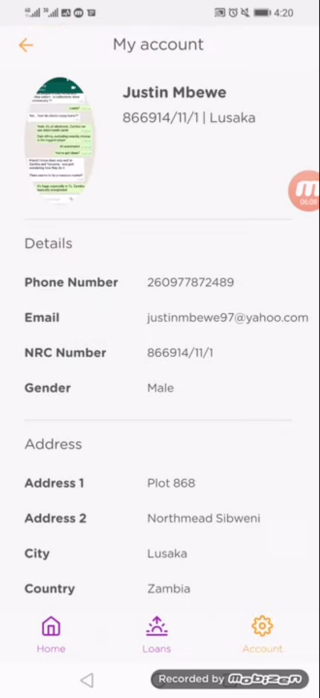 4:20
My account
Justin Mbewe
866914/11/1 | Lusaka
06:08
Details
Phone Number 260977872489
Email justinmbewe97@yahoo.com
NRC Number 866914/11/1
Gender Male
Address
Address 1 Plot 868
Address 2 Northmead Sibweni
City Lusaka
Country Zambia
Home Loans Account
Recorded by mobizen